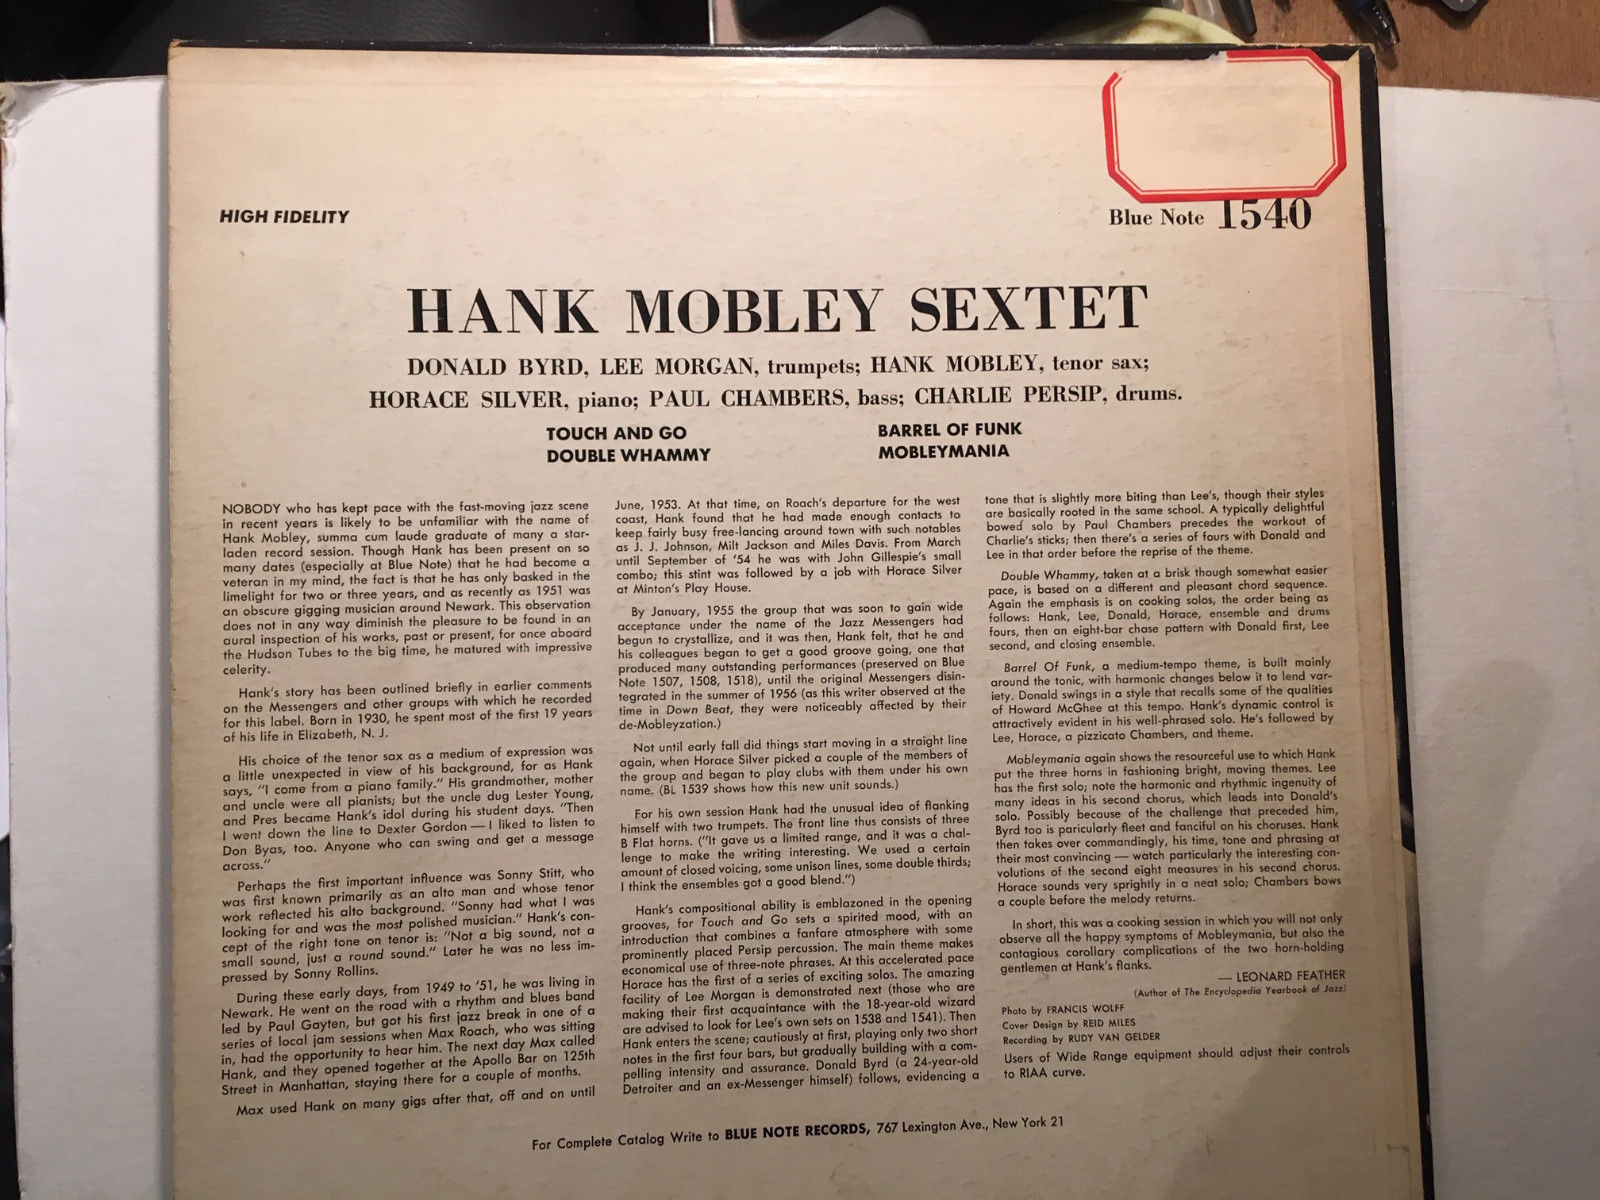 HIGH FIDELITY
Blue Note 1540
HANK MOBLEY SEXTET
DONALD BYRD, LEE MORGAN, trumpets; HANK MOBLEY, tenor sax;
HORACE SILVER, piano; PAUL CHAMBERS, bass; CHARLIE PERSIP, drums.
TOUCH AND GO
DOUBLE WHAMMY
BARREL OF FUNK
MOBLEYMANIA
NOBODY who has kept pace with the fast-moving jazz scene
in recent years is likely to be unfamiliar with the name of
Hank Mobley, summa cum laude graduate of many a star-
laden record session. Though Hank has been present on so
many dates (especially at Blue Note) that he had become a
veteran in my mind, the fact is that he has only basked in the
limelight for two or three years, and as recently as 1951 was
an obscure gigging musician around Newark. This observation
does not in any way diminish the pleasure to be found in an
aural inspection of his works, past or present, for once aboard
the Hudson Tubes to the big time, he matured with impressive
celerity.
Hank's story has been outlined briefly in earlier comments
on the Messengers and other groups with which he recorded
for this label. Born in 1930, he spent most of the first 19 years
of his life in Elizabeth, N. J.
His choice of the tenor sax as a medium of expression was
a little unexpected in view of his background, for as Hank
says, "I come from a piano family." His grandmother, mother
and uncle were all pianists; but the uncle dug Lester Young,
and Pres became Hank's idol during his student days. "Then
I went down the line to Dexter Gordon — I liked to listen to
Don Byas, too. Anyone who can swing and get a message
across."
Perhaps the first important influence was Sonny Stitt, who
was first known primarily as an alto man and whose tenor
work reflected his alto background. "Sonny had what I was
looking for and was the most polished musician." Hank's con-
cept of the right tone on tenor is: "Not a big sound, not a
small sound, just a round sound." Later he was no less im-
pressed by Sonny Rollins.
During these early days, from 1949 to '51, he was living in
Newark. He went on the road with a rhythm and blues band
led by Paul Gayten, but got his first jazz break in one of a
series of local jam sessions when Max Roach, who was sitting
in, had the opportunity to hear him. The next day Max called
Hank, and they opened together at the Apollo Bar on 125th
Street in Manhattan, staying there for a couple of months.
Max used Hank on many gigs after that, off and on until
June, 1953. At that time, on Roach's departure for the west
coast, Hank found that he had made enough contacts to
keep fairly busy free-lancing around town with such notables
as J. J. Johnson, Milt Jackson and Miles Davis. From March
until September of '54 he was with John Gillespie's small
combo; this stint was followed by a job with Horace Silver
at Minton's Play House.
By January, 1955 the group that was soon to gain wide
acceptance under the name of the Jazz Messengers had
begun to crystallize, and it was then, Hank felt, that he and
his colleagues began to get a good groove going, one that
produced many outstanding performances (preserved on Blue
Note 1507, 1508, 1518), until the original Messengers disin-
tegrated in the summer of 1956 (as this writer observed at the
time in Down Beat, they were noticeably affected by their
de-Mobleyzation.)
Not until early fall did things start moving in a straight line
again, when Horace Silver picked a couple of the members of
the group and began to play clubs with them under his own
name. (BL 1539 shows how this new unit sounds.)
For his own session Hank had the unusual idea of flanking
himself with two trumpets. The front line thus consists of three
B Flat horns. ("It gave us a limited range, and it was a chal-
lenge to make the writing interesting. We used a certain
amount of closed voicing, some unison lines, some double thirds;
I think the ensembles got a good blend.")
Hank's compositional ability is emblazoned in the opening
grooves, for Touch and Go sets a spirited mood, with an
introduction that combines a fanfare atmosphere with some
prominently placed Persip percussion. The main theme makes
economical use of three-note phrases. At this accelerated pace
Horace has the first of a series of exciting solos. The amazing
facility of Lee Morgan is demonstrated next (those who are
making their first acquaintance with the 18-year-old wizard
are advised to look for Lee's own sets on 1538 and 1541). Then
Hank enters the scene; cautiously at first, playing only two short
notes in the first four bars, but gradually building with a com-
pelling intensity and assurance. Donald Byrd (a 24-year-old
Detroiter and an ex-Messenger himself) follows, evidencing a
tone that is slightly more biting than Lee's, though their styles
are basically rooted in the same school. A typically delightful
bowed solo by Paul Chambers precedes the workout of
Charlie's sticks; then there's a series of fours with Donald and
Lee in that order before the reprise of the theme.
Double Whammy, taken at a brisk though somewhat easier
pace, is based on a different and pleasant chord sequence.
Again the emphasis is on cooking solos, the order being as
follows: Hank, Lee, Donald, Horace, ensemble and drums
fours, then an eight-bar chase pattern with Donald first, Lee
second, and closing ensemble.
Barrel Of Funk, a medium-tempo theme, is built mainly
around the tonic, with harmonic changes below it to lend var-
iety. Donald swings in a style that recalls some of the qualities
of Howard McGhee at this tempo. Hank's dynamic control is
attractively evident in his well-phrased solo. He's followed by
Lee, Horace, a pizzicato Chambers, and theme.
Mobleymania again shows the resourceful use to which Hank
put the three horns in fashioning bright, moving themes. Lee
has the first solo; note the harmonic and rhythmic ingenuity of
many ideas in his second chorus, which leads into Donald's
solo. Possibly because of the challenge that preceded him,
Byrd too is paricularly fleet and fanciful on his choruses. Hank
then takes over commandingly, his time, tone and phrasing at
their most convincing — watch particularly the interesting con-
volutions of the second eight measures in his second chorus.
Horace sounds very sprightly in a neat solo; Chambers bows
a couple before the melody returns.
In short, this was a cooking session in which you will not only
observe all the happy symptoms of Mobleymania, but also the
contagious corollary complications of the two horn-holding
gentlemen at Hank's flanks.
— LEONARD FEATHER
(Author of The Encyclopedia Yearbook of Jazz)
Photo by FRANCIS WOLFF
Cover Design by REID MILES
Recording by RUDY VAN GELDER
Users of Wide Range equipment should adjust their controls
to RIAA curve.
For Complete Catalog Write to BLUE NOTE RECORDS, 767 Lexington Ave., New York 21